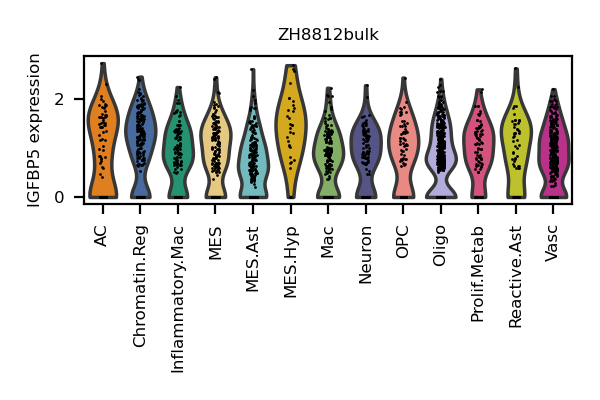 ZH8812bulk
IGFBP5 expression
2
0
AC
Chromatin.Reg
Inflammatory.Mac
MES
MES.Ast
MES.Hyp
Mac
Neuron
OPC
Oligo
Prolif.Metab
Reactive.Ast
Vasc